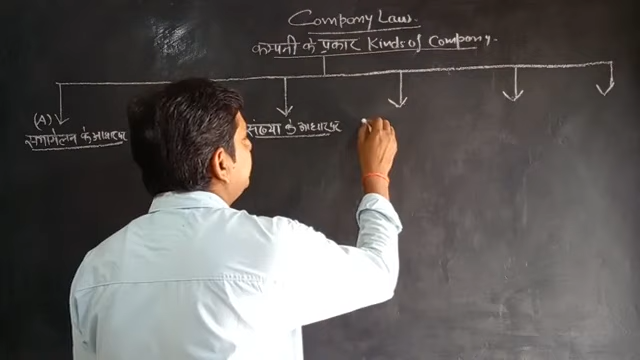 Company Law.
कम्पनी के प्रकार Kinds of Company.
(A)
समामेलन के आधार पर
संख्या के आधार पर